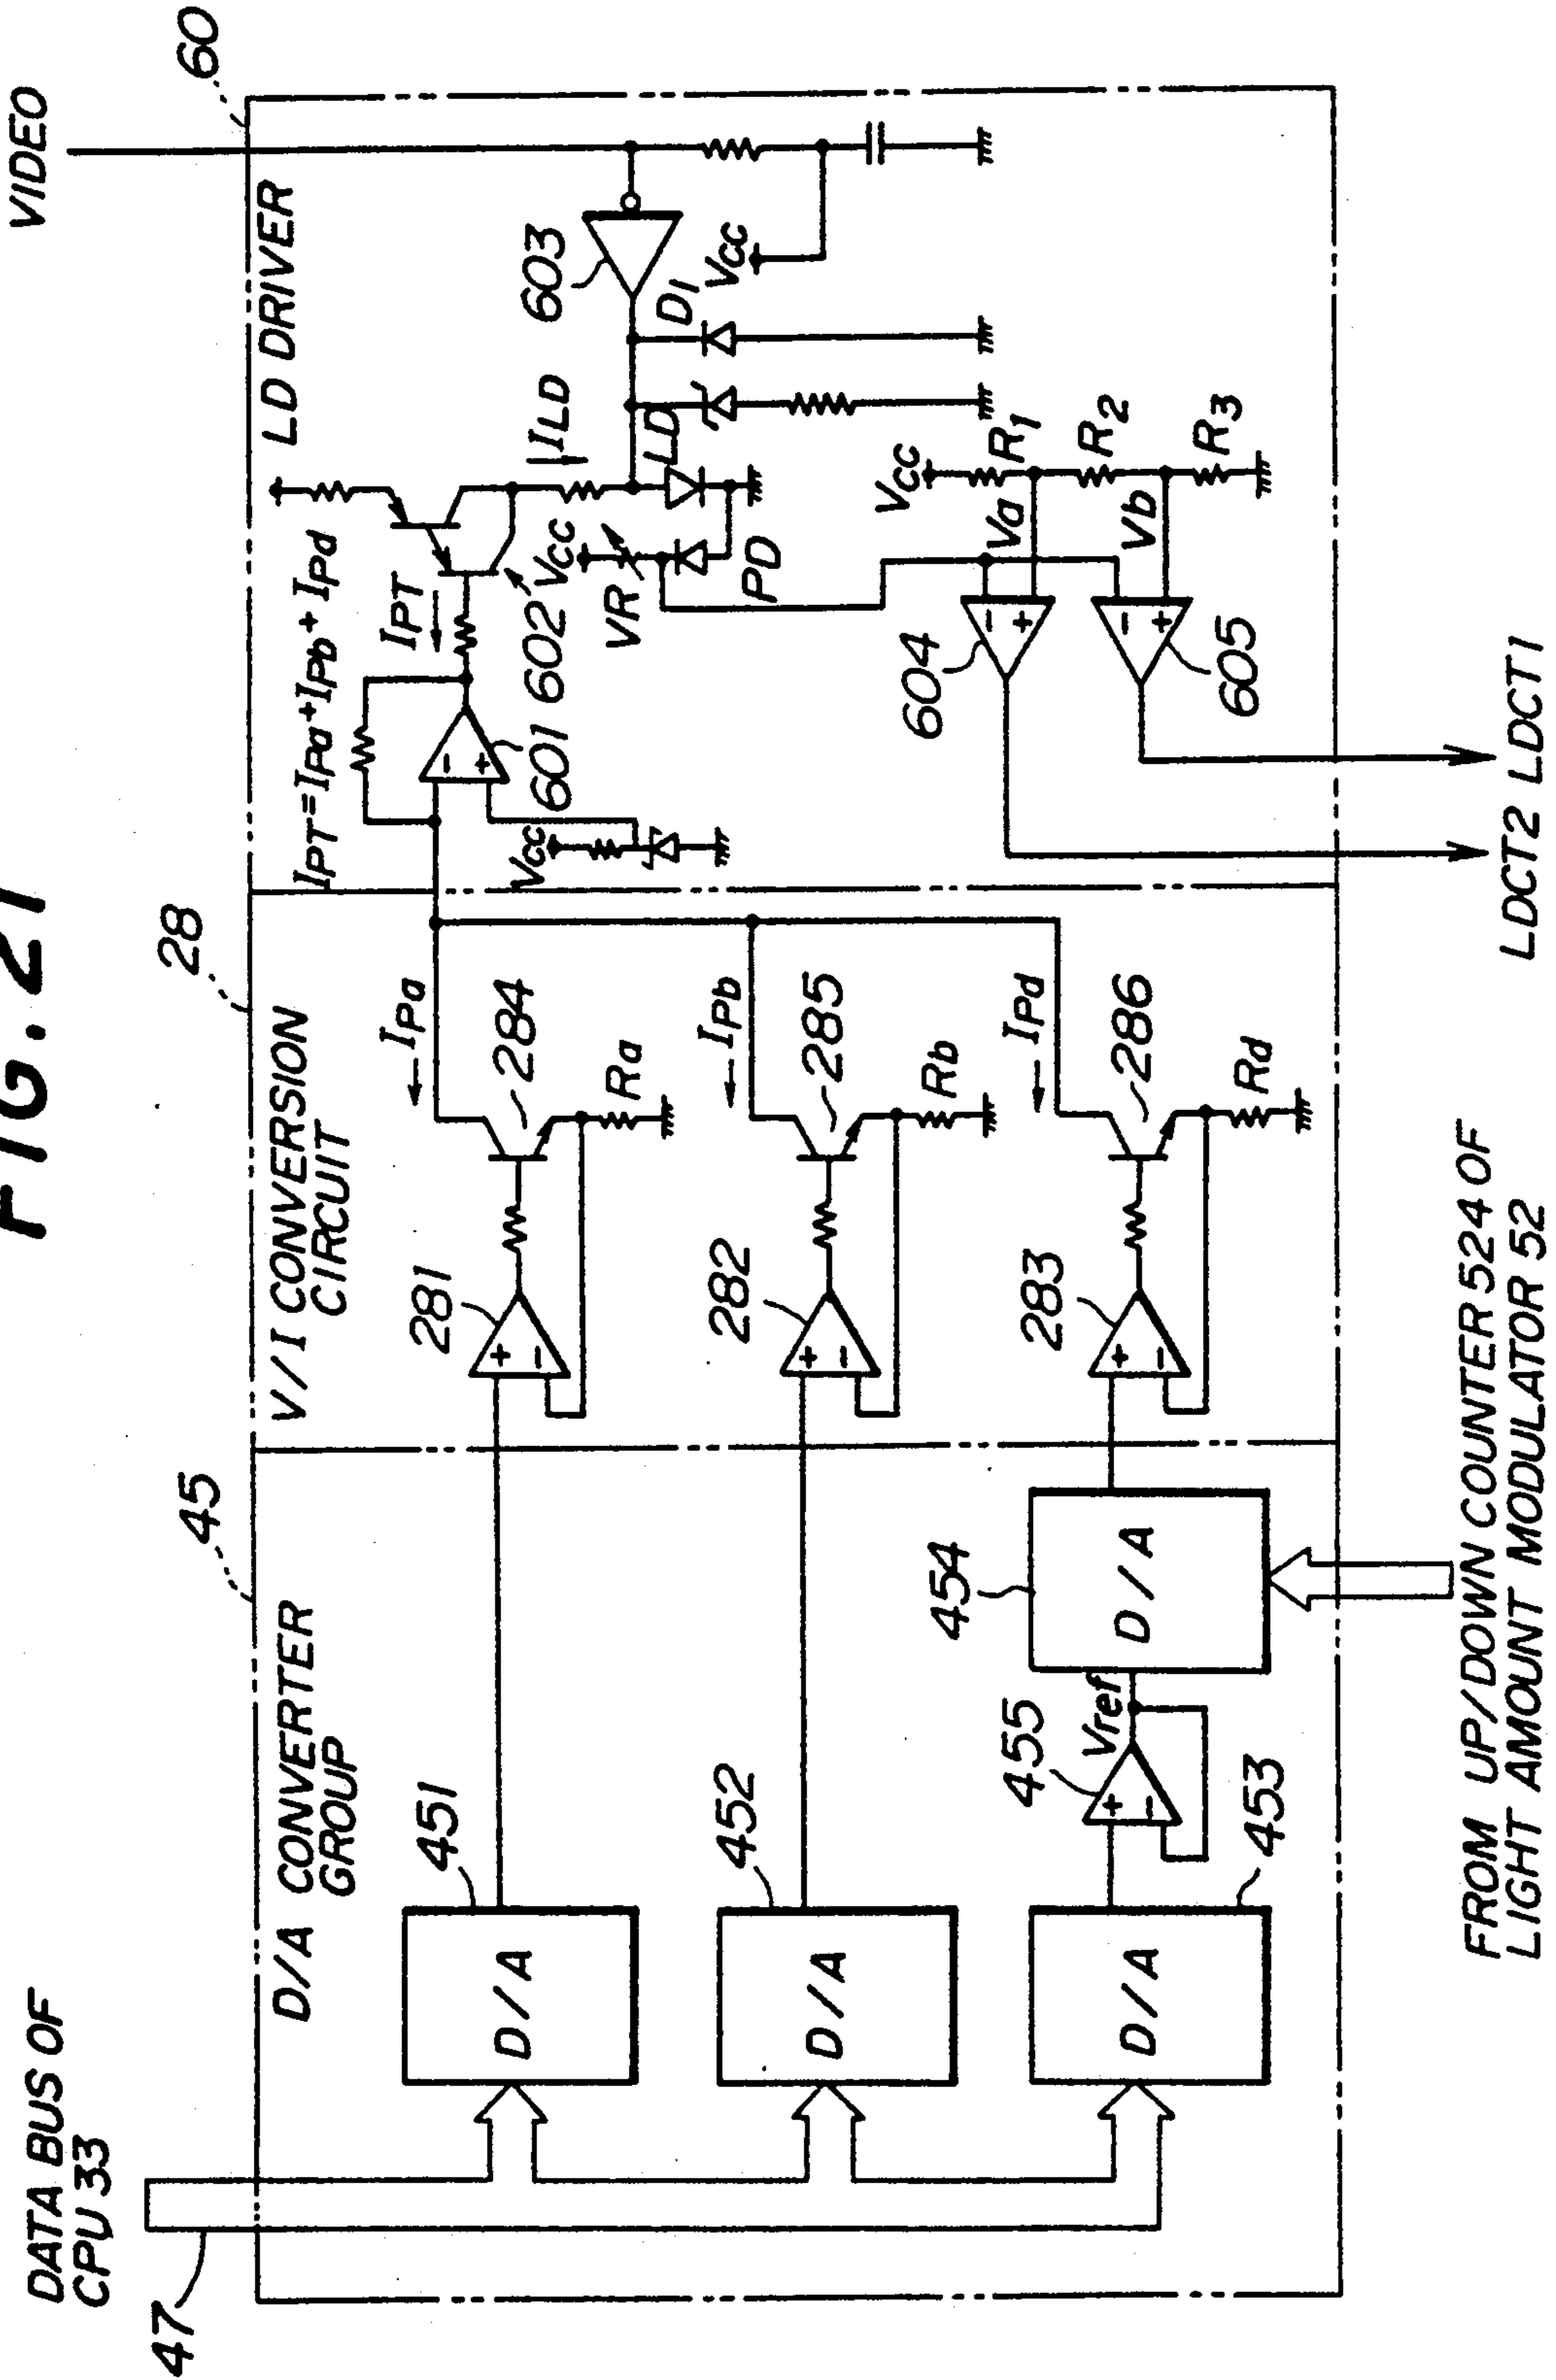 FIG. 21
DATA BUS OF
CPU 33
47
45
28
60
VIDEO
D/A CONVERTER
GROUP
V/I CONVERSION
CIRCUIT
LD DRIVER
D/A
451
D/A
452
D/A
453
455
+
−
Vref
D/A
454
281
+
−
282
+
−
283
+
−
IPa
284
Ra
IPb
285
Rb
IPd
286
Rd
IPT=IPa+IPb+IPd
−
+
601
Vcc
IPT
602
Vcc
VR
PD
ILD
LD
603
D1
Vcc
Vcc
R1
R2
R3
Va
Vb
604
−
+
605
−
+
LDCT2 LDCT1
FROM UP/DOWN COUNTER 524 OF
LIGHT AMOUNT MODULATOR 52